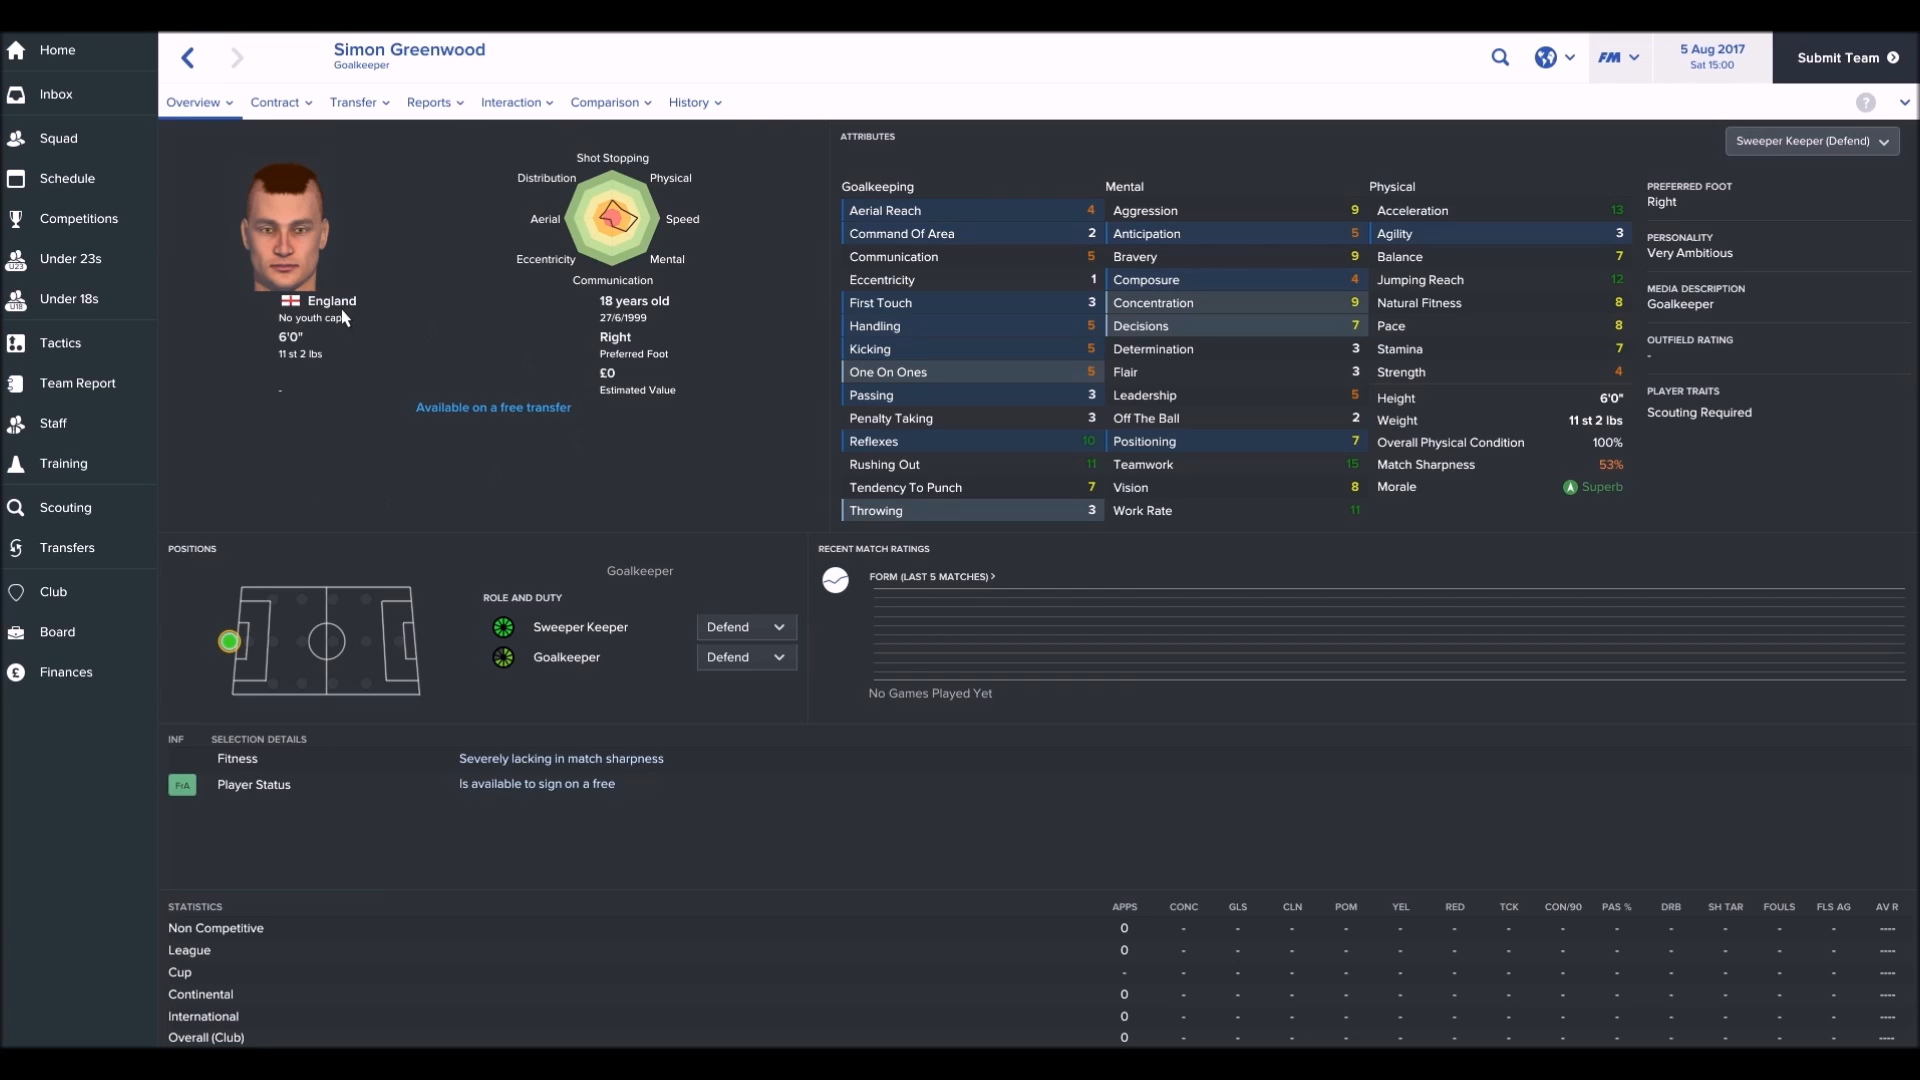 Home
Inbox
Squad
Schedule
Competitions
Under 23s
Under 18s
Tactics
Team Report
Staff
Training
Scouting
Transfers
Club
Board
Finances
Simon Greenwood
Goalkeeper
FM
5 Aug 2017
Sat 15:00
Submit Team
Overview Contract Transfer Reports Interaction Comparison History
?
Shot Stopping
Distribution Physical
Aerial Speed
Eccentricity Mental
Communication
England
No youth cap
6'0"
11 st 2 lbs
-
18 years old
27/6/1999
Right
Preferred Foot
£0
Estimated Value
Available on a free transfer
ATTRIBUTES
Sweeper Keeper (Defend)
Goalkeeping
Aerial Reach 4
Command Of Area 2
Communication 5
Eccentricity 1
First Touch 3
Handling 5
Kicking 5
One On Ones 5
Passing 3
Penalty Taking 3
Reflexes 10
Rushing Out 11
Tendency To Punch 7
Throwing 3
Mental
Aggression 9
Anticipation 5
Bravery 9
Composure 4
Concentration 9
Decisions 7
Determination 3
Flair 3
Leadership 5
Off The Ball 2
Positioning 7
Teamwork 15
Vision 8
Work Rate 11
Physical
Acceleration 13
Agility 3
Balance 7
Jumping Reach 12
Natural Fitness 8
Pace 8
Stamina 7
Strength 4
Height 6'0"
Weight 11 st 2 lbs
Overall Physical Condition 100%
Match Sharpness 53%
Morale Superb
PREFERRED FOOT
Right
PERSONALITY
Very Ambitious
MEDIA DESCRIPTION
Goalkeeper
OUTFIELD RATING
-
PLAYER TRAITS
Scouting Required
POSITIONS
Goalkeeper
ROLE AND DUTY
Sweeper Keeper Defend
Goalkeeper Defend
RECENT MATCH RATINGS
FORM (LAST 5 MATCHES) >
No Games Played Yet
INF SELECTION DETAILS
Fitness Severely lacking in match sharpness
FrA Player Status Is available to sign on a free
STATISTICS APPS CONC GLS CLN POM YEL RED TCK CON/90 PAS % DRB SH TAR FOULS FLS AG AV R
Non Competitive 0 - - - - - - - - - - - - - ----
League 0 - - - - - - - - - - - - - ----
Cup - - - - - - - - - - - - - - ----
Continental 0 - - - - - - - - - - - - - ----
International 0 - - - - - - - - - - - - - ----
Overall (Club) 0 - - - - - - - - - - - - - ----